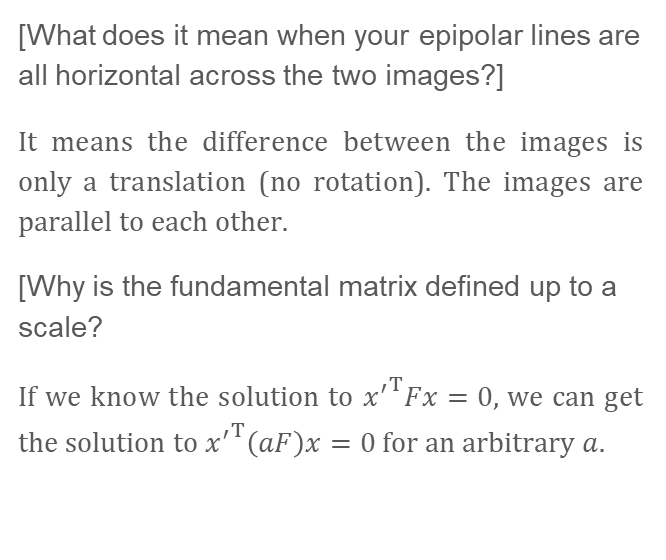 [What does it mean when your epipolar lines are
all horizontal across the two images?]
It means the difference between the images is
only a translation (no rotation). The images are
parallel to each other.
[Why is the fundamental matrix defined up to a
scale?
If we know the solution to x′ᵀFx = 0, we can get
the solution to x′ᵀ(aF)x = 0 for an arbitrary a.